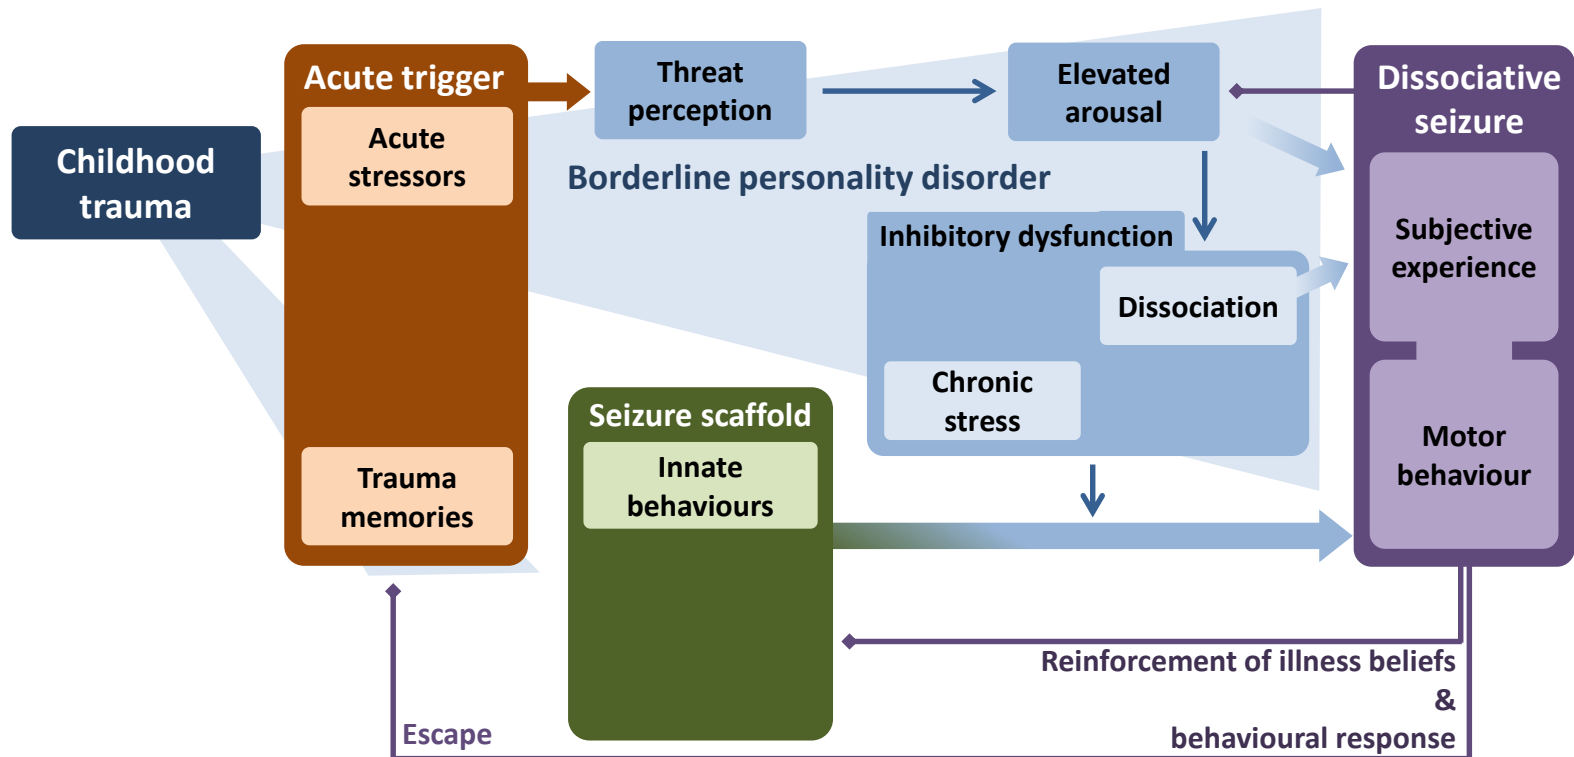 Childhood
trauma
Acute trigger
Acute
stressors
Trauma
memories
Threat
perception
Elevated
arousal
Borderline personality disorder
Inhibitory dysfunction
Dissociation
Chronic
stress
Seizure scaffold
Innate
behaviours
Dissociative
seizure
Subjective
experience
Motor
behaviour
Reinforcement of illness beliefs
&
behavioural response
Escape